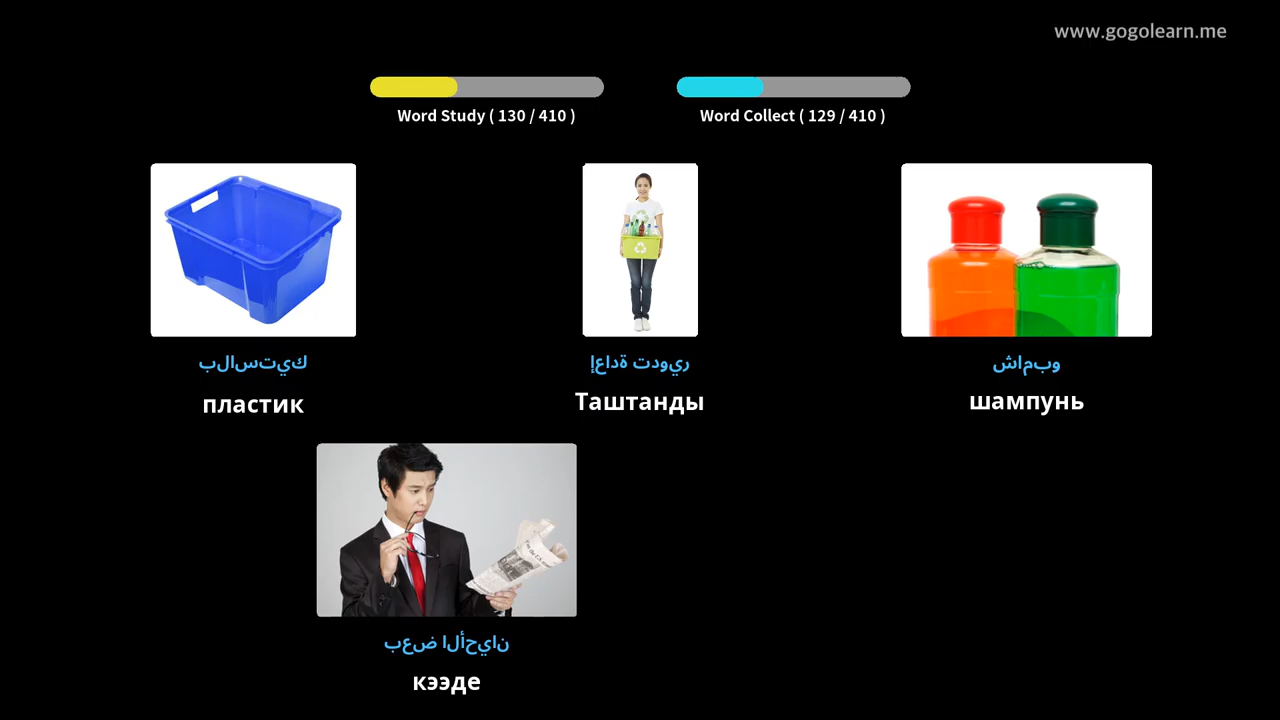 www.gogolearn.me
Word Study ( 130 / 410 )
Word Collect ( 129 / 410 )
بلاستيك
пластик
إعادة تدوير
Таштанды
شامبو
шампунь
بعض الأحيان
кээде